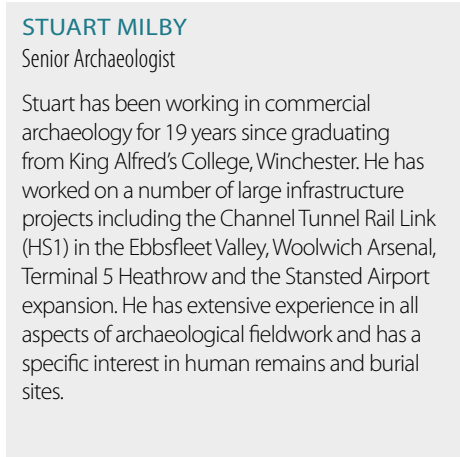 STUART MILBY
Senior Archaeologist
Stuart has been working in commercial
archaeology for 19 years since graduating
from King Alfred's College, Winchester. He has
worked on a number of large infrastructure
projects including the Channel Tunnel Rail Link
(HS1) in the Ebbsfleet Valley, Woolwich Arsenal,
Terminal 5 Heathrow and the Stansted Airport
expansion. He has extensive experience in all
aspects of archaeological fieldwork and has a
specific interest in human remains and burial
sites.